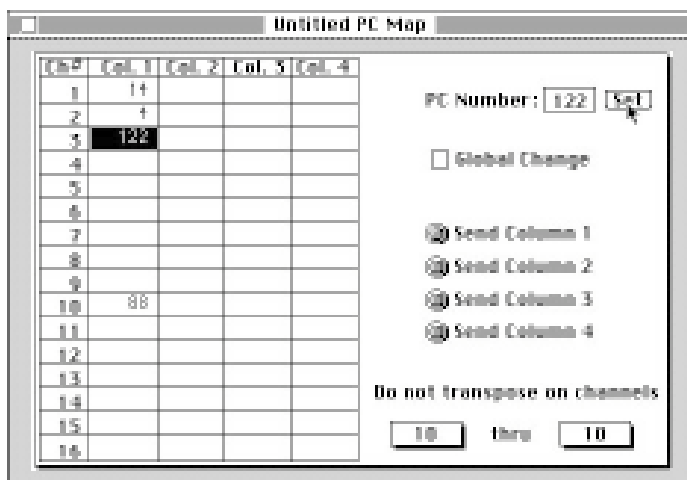 Untitled PC Map
Ch# Col. 1 Col. 2 Col. 3 Col. 4
1
2
3 122
4
5
6
7
8
9
10 88
11
12
13
14
15
16
PC Number: 122 Set
Global Change
Send Column 1
Send Column 2
Send Column 3
Send Column 4
Do not transpose on channels
10 thru 10